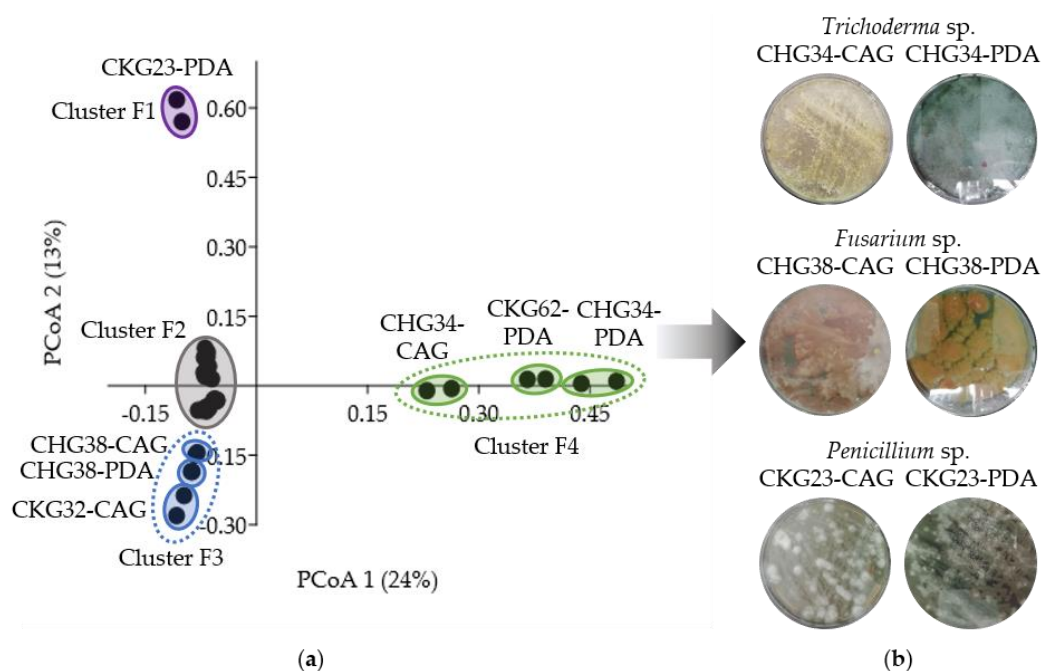 CKG23-PDA
Cluster F1
0.60
0.45
0.30
0.15
PCoA 2 (13%)
Cluster F2
-0.15
0.15
0.30
0.45
CHG34-
CAG
CKG62-
PDA
CHG34-
PDA
Cluster F4
CHG38-CAG
CHG38-PDA
CKG32-CAG
-0.15
-0.30
Cluster F3
PCoA 1 (24%)
(a)
Trichoderma sp.
CHG34-CAG CHG34-PDA
Fusarium sp.
CHG38-CAG CHG38-PDA
Penicillium sp.
CKG23-CAG CKG23-PDA
(b)